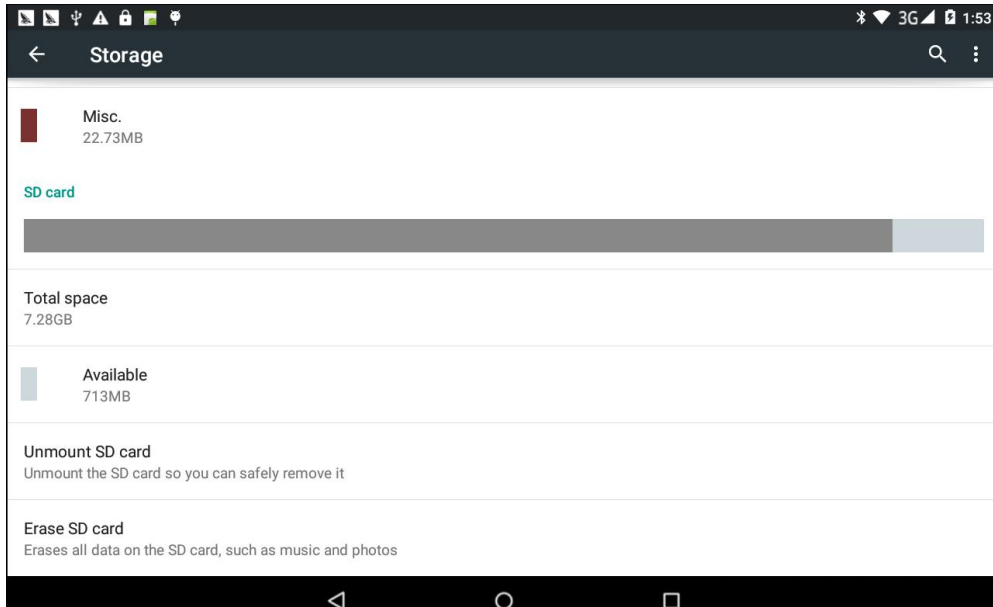 3G 1:53
Storage
Misc.
22.73MB
SD card
Total space
7.28GB
Available
713MB
Unmount SD card
Unmount the SD card so you can safely remove it
Erase SD card
Erases all data on the SD card, such as music and photos